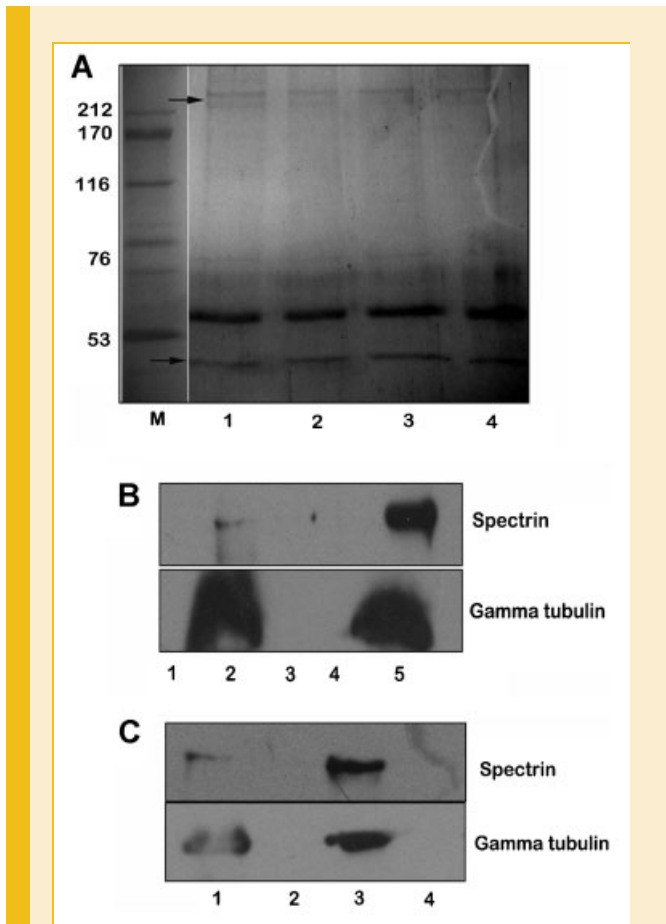 A
212
170
116
76
53
M 1 2 3 4
B
Spectrin
Gamma tubulin
1 2 3 4 5
C
Spectrin
Gamma tubulin
1 2 3 4